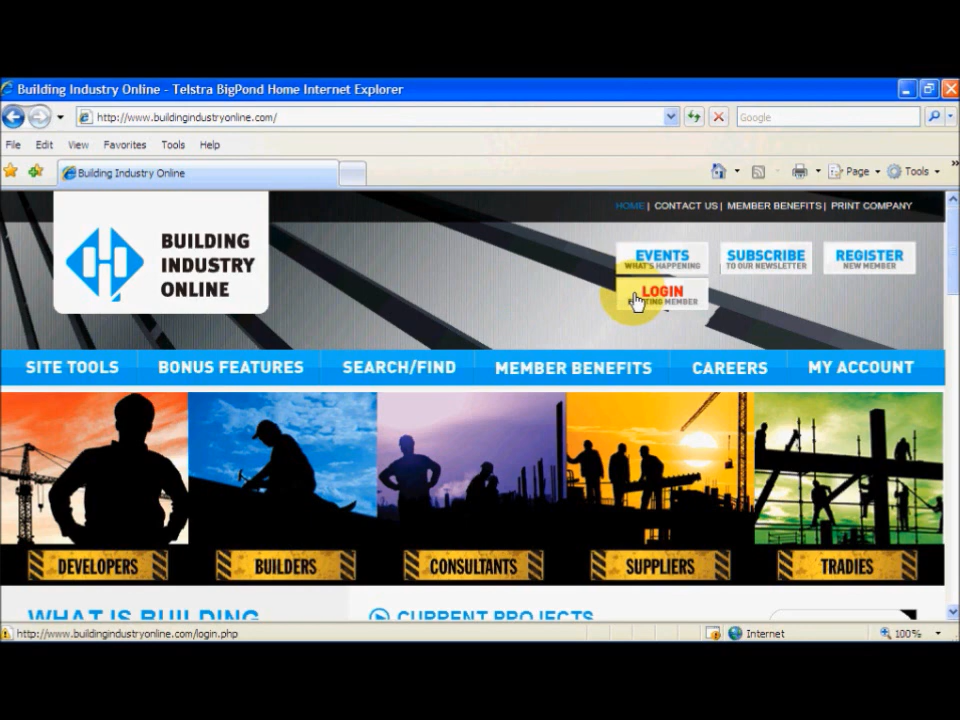 Building Industry Online - Telstra BigPond Home Internet Explorer
http://www.buildingindustryonline.com/
Google
File Edit View Favorites Tools Help
Building Industry Online
Page Tools
HOME | CONTACT US | MEMBER BENEFITS | PRINT COMPANY
BUILDING
INDUSTRY
ONLINE
EVENTS SUBSCRIBE REGISTER
WHAT'S HAPPENING TO OUR NEWSLETTER NEW MEMBER
LOGIN
MEMBER
SITE TOOLS BONUS FEATURES SEARCH/FIND MEMBER BENEFITS CAREERS MY ACCOUNT
DEVELOPERS BUILDERS CONSULTANTS SUPPLIERS TRADIES
WHAT IS BUILDING CURRENT PROJECTS
http://www.buildingindustryonline.com/login.php Internet 100%